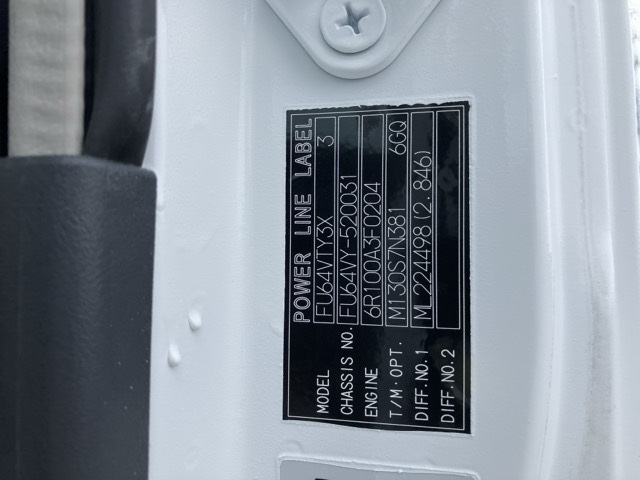 POWER LINE LABEL
MODEL FU64VTY3X 3
CHASSIS NO. FU64VY-520031
ENGINE 6R100A3F0204
T/M·OPT. M130S7N381 6GQ
DIFF.NO.1 ML224498(2.846)
DIFF.NO.2